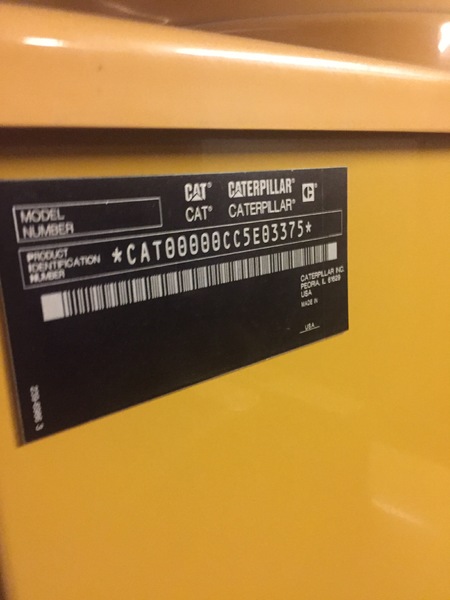 CAT® CATERPILLAR®
CAT® CATERPILLAR®
MODEL
NUMBER
PRODUCT
IDENTIFICATION
NUMBER
*CAT00000CC5E03375*
CATERPILLAR INC.
PEORIA, IL 61629
USA
MADE IN
USA